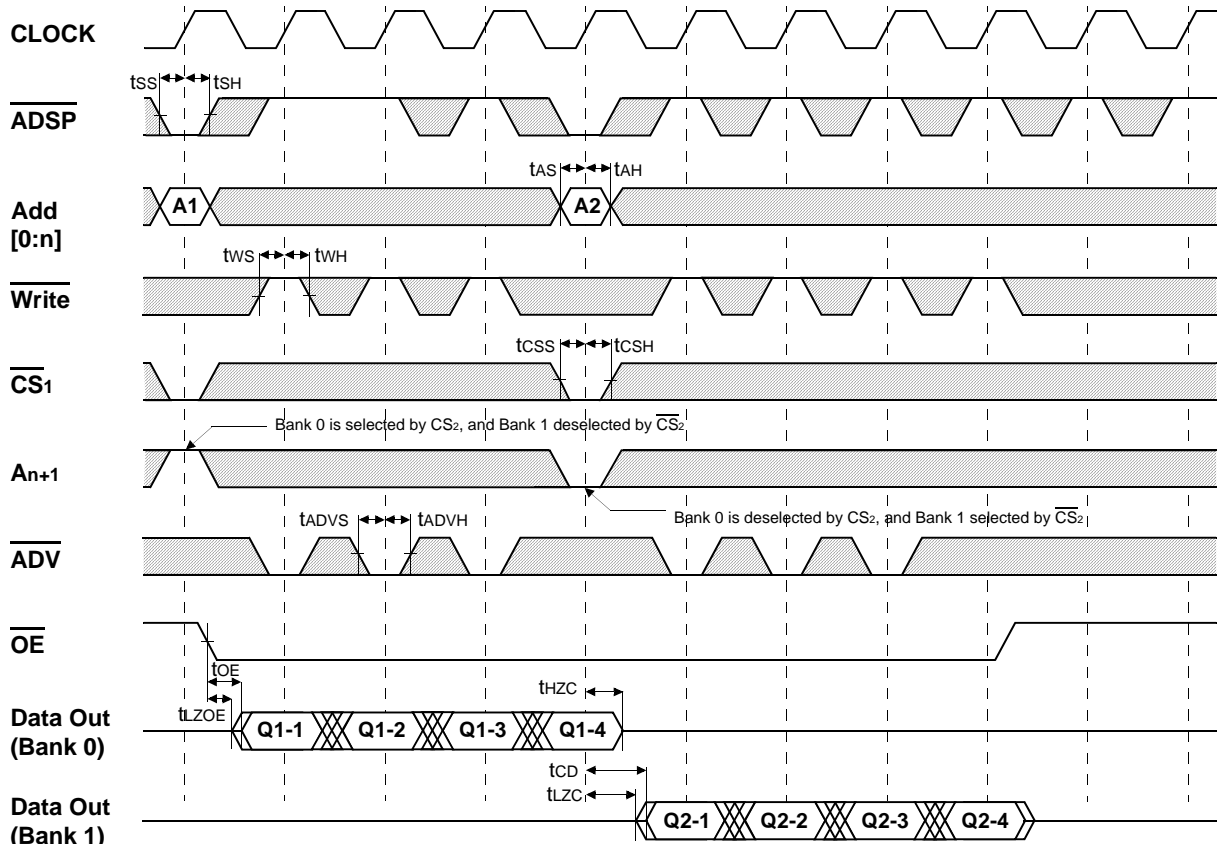 CLOCK
tSS tSH
ADSP
tAS tAH
Add
[0:n]
A1 A2
tWS tWH
Write
tCSS tCSH
CS1
Bank 0 is selected by CS2, and Bank 1 deselected by CS2
An+1
Bank 0 is deselected by CS2, and Bank 1 selected by CS2
tADVS tADVH
ADV
OE
tOE
tHZC
tLZOE
Data Out
(Bank 0)
Q1-1 Q1-2 Q1-3 Q1-4
tCD
tLZC
Data Out
(Bank 1)
Q2-1 Q2-2 Q2-3 Q2-4